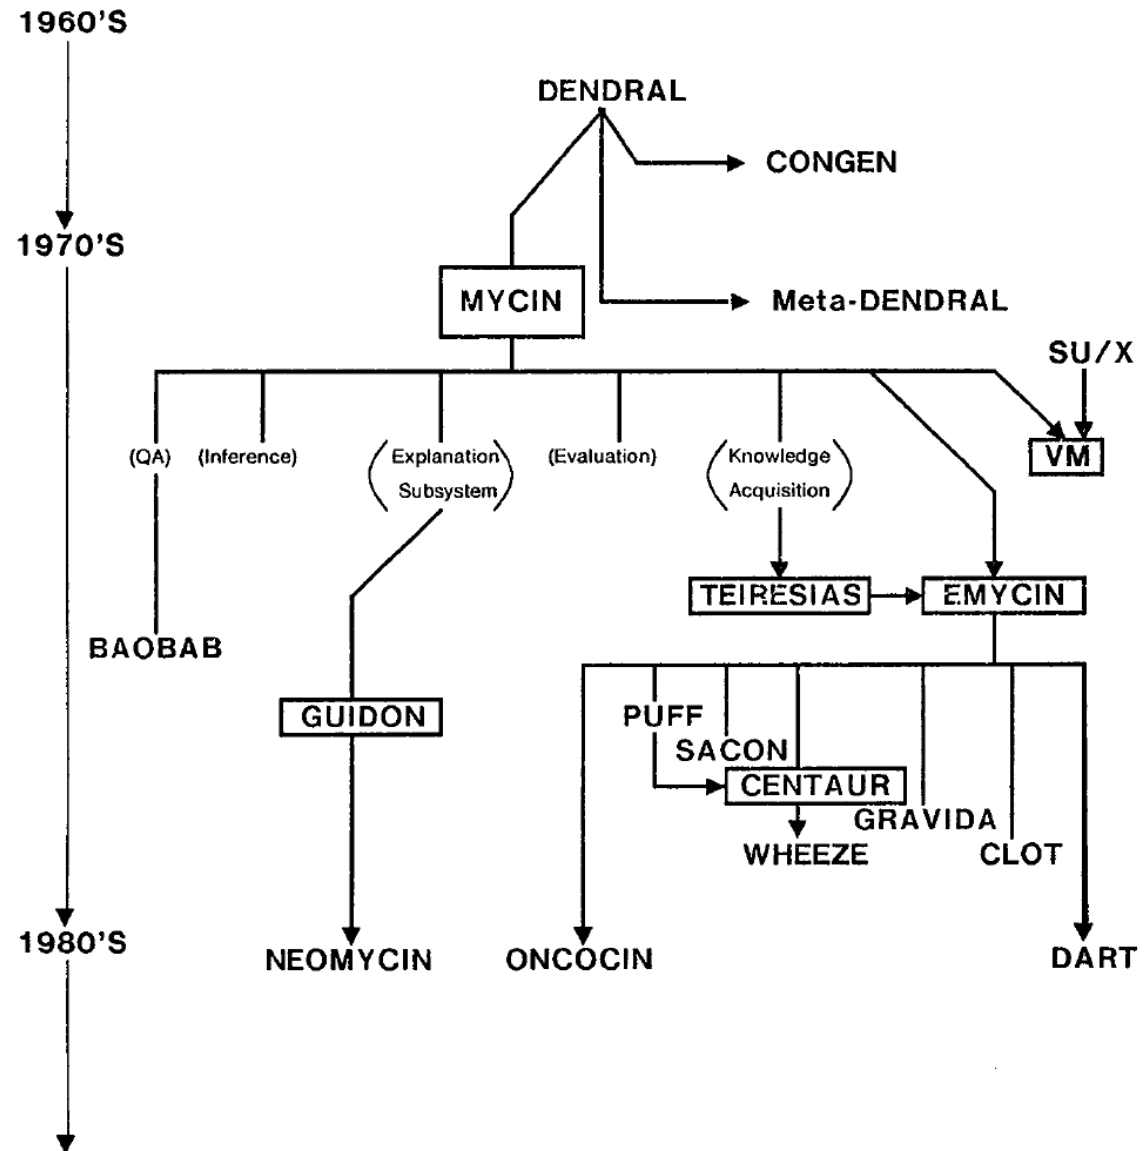 1960'S
DENDRAL
CONGEN
1970'S
MYCIN
Meta-DENDRAL
SU/X
(QA)
(Inference)
(Explanation
Subsystem)
(Evaluation)
(Knowledge
Acquisition)
VM
TEIRESIAS
EMYCIN
BAOBAB
GUIDON
PUFF
SACON
CENTAUR
GRAVIDA
WHEEZE
CLOT
1980'S
NEOMYCIN
ONCOCIN
DART